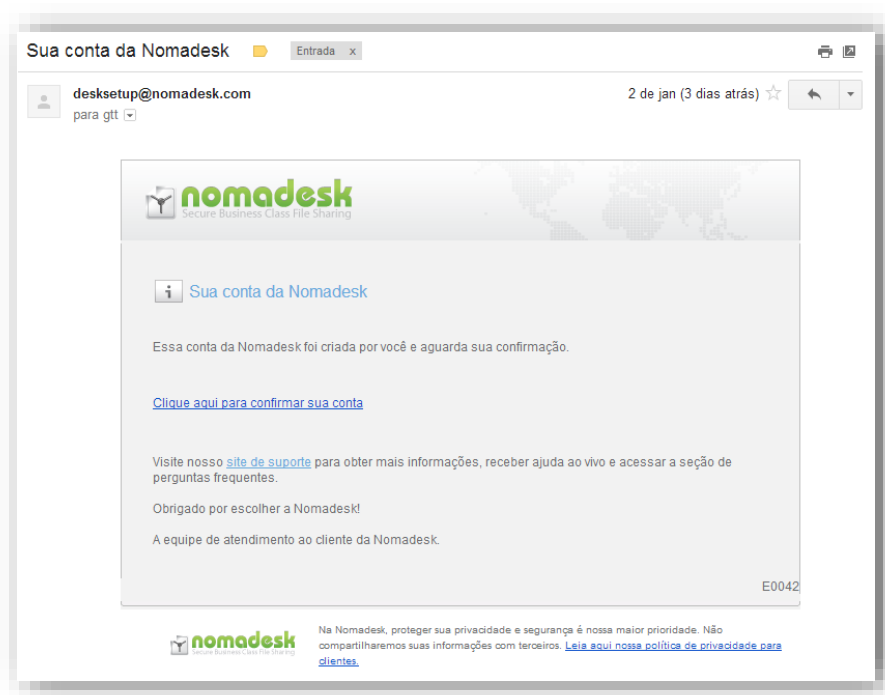 Sua conta da Nomadesk
Entrada x
desksetup@nomadesk.com
2 de jan (3 dias atrás)
para gtt
nomadesk
Secure Business Class File Sharing
i
Sua conta da Nomadesk
Essa conta da Nomadesk foi criada por você e aguarda sua confirmação.
Clique aqui para confirmar sua conta
Visite nosso site de suporte para obter mais informações, receber ajuda ao vivo e acessar a seção de
perguntas frequentes.
Obrigado por escolher a Nomadesk!
A equipe de atendimento ao cliente da Nomadesk.
E0042
nomadesk
Secure Business Class File Sharing
Na Nomadesk, proteger sua privacidade e segurança é nossa maior prioridade. Não
compartilharemos suas informações com terceiros. Leia aqui nossa política de privacidade para
clientes.